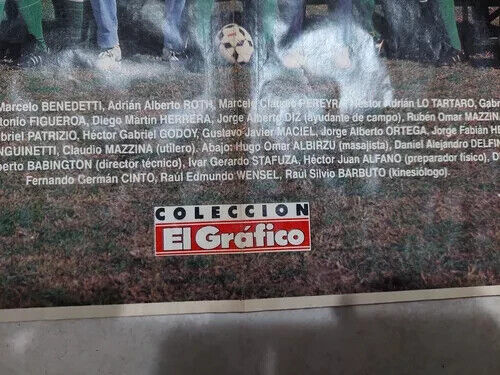 Marcelo BENEDETTI, Adrián Alberto ROTH, Marcelo Claudio PEREYRA, Néstor Adrián LO TARTARO, Gab
tonio FIGUEROA, Diego Martín HERRERA, Jorge Alberto DIZ (ayudante de campo), Rubén Omar MAZZIN
briel PATRIZIO, Héctor Gabriel GODOY, Gustavo Javier MACIEL, Jorge Alberto ORTEGA, Jorge Fabián H
NGUINETTI, Claudio MAZZINA (utilero). Abajo: Hugo Omar ALBIRZU (masajista), Daniel Alejandro DELFIN
berto BABINGTON (director técnico), Ivar Gerardo STAFUZA, Héctor Juan ALFANO (preparador físico), D
Fernando Germán CINTO, Raúl Edmundo WENSEL, Raúl Silvio BARBUTO (kinesiólogo).
COLECCION
El Gráfico